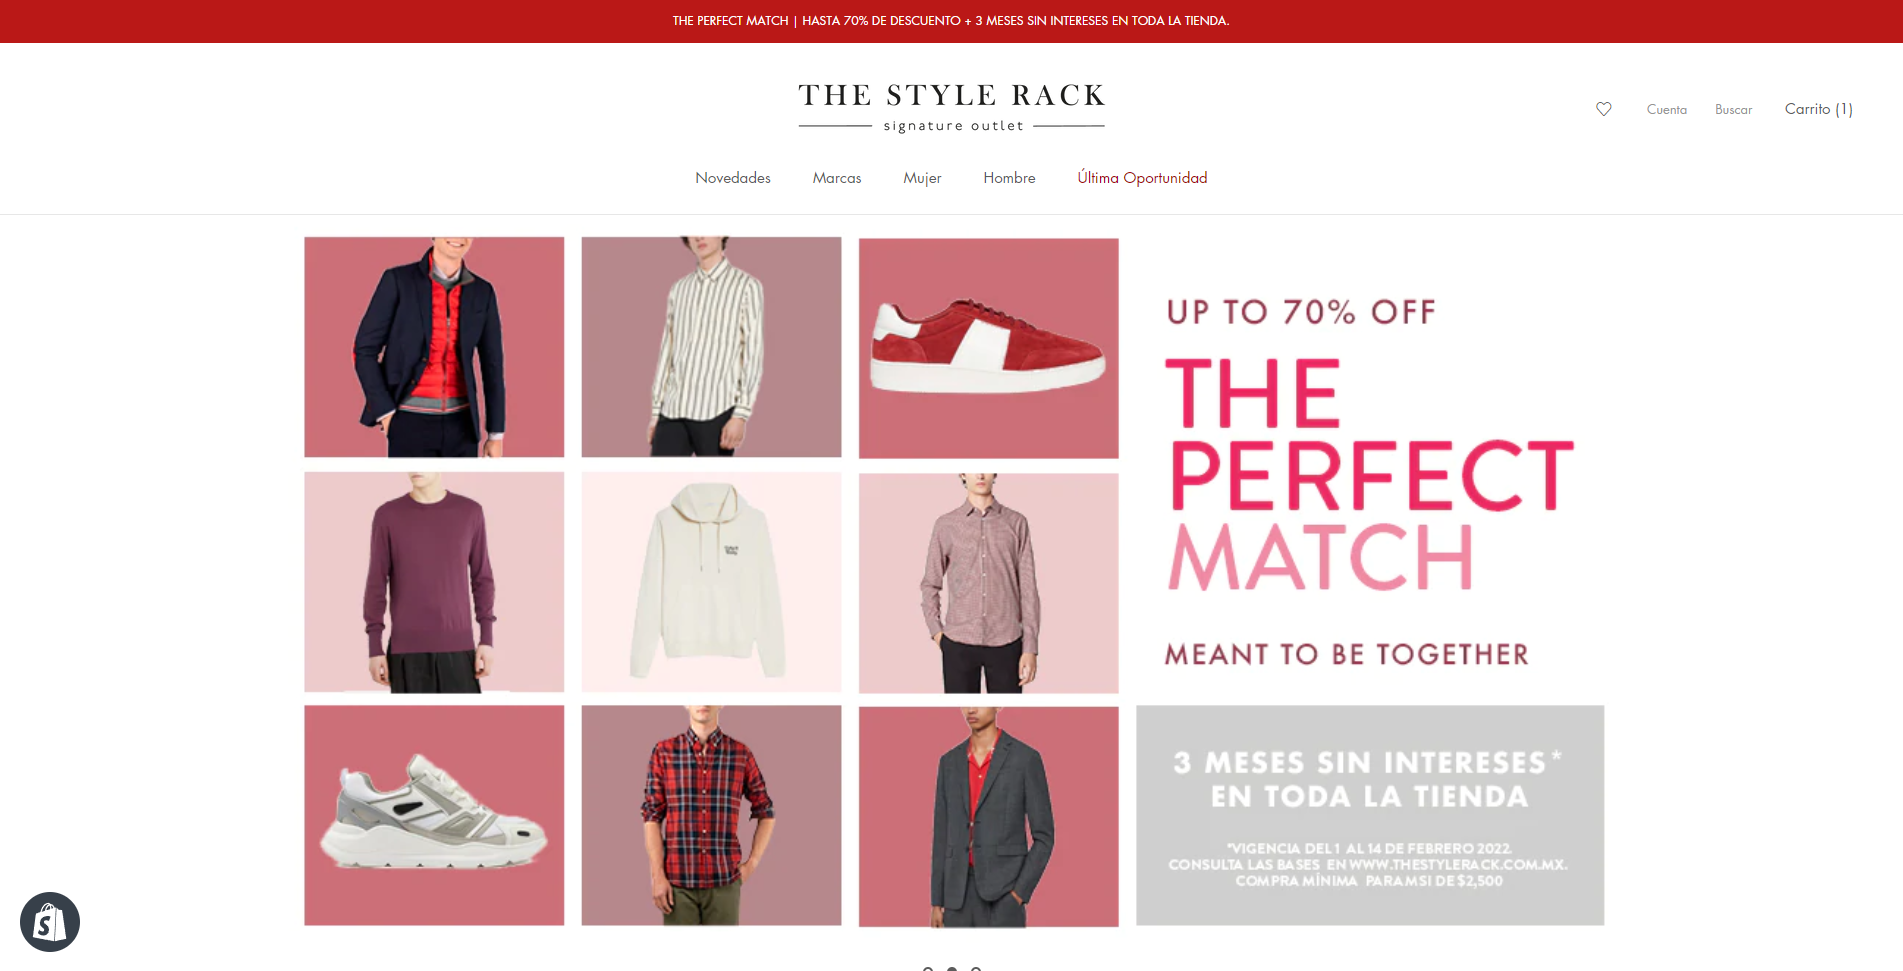 THE PERFECT MATCH | HASTA 70% DE DESCUENTO + 3 MESES SIN INTERESES EN TODA LA TIENDA.
THE STYLE RACK
signature outlet
Cuenta
Buscar
Carrito (1)
Novedades
Marcas
Mujer
Hombre
Última Oportunidad
UP TO 70% OFF
THE
PERFECT
MATCH
MEANT TO BE TOGETHER
3 MESES SIN INTERESES*
EN TODA LA TIENDA
*VIGENCIA DEL 1 AL 14 DE FEBRERO 2022.
CONSULTA LAS BASES EN WWW.THESTYLERACK.COM.MX.
COMPRA MÍNIMA PARA MSI DE $2,500